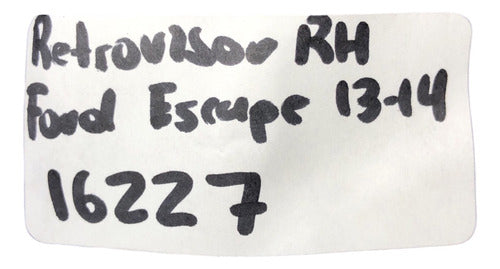 Retrovisor RH
Ford Escape 13-14
16227